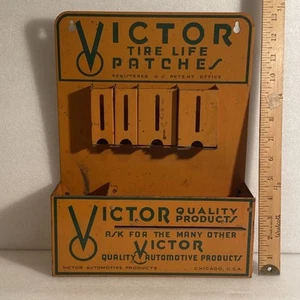 VICTOR
TIRE LIFE
PATCHES
REGISTERED U.S. PATENT OFFICE
VICTOR QUALITY
PRODUCTS
ASK FOR THE MANY OTHER
VICTOR
QUALITY AUTOMOTIVE PRODUCTS
VICTOR AUTOMOTIVE PRODUCTS CHICAGO, U.S.A.